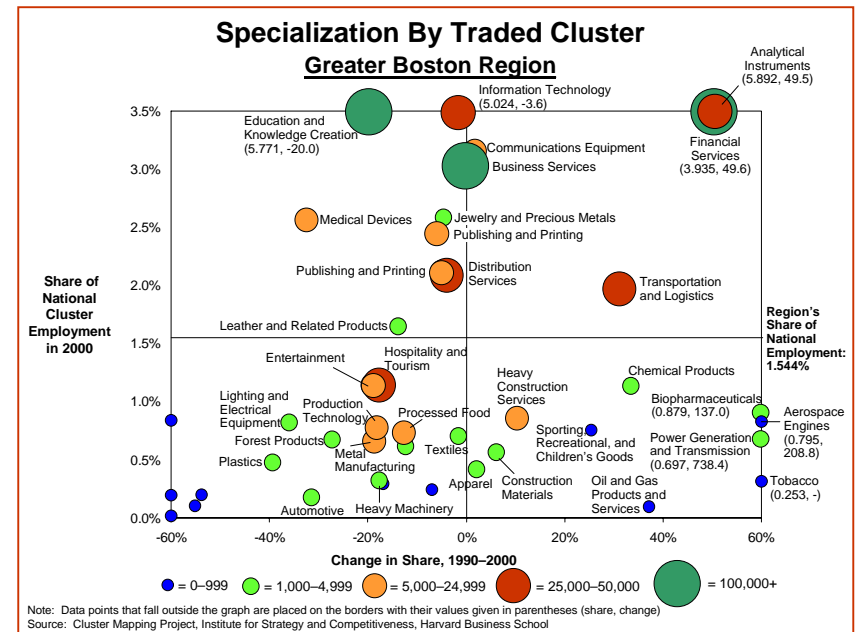 Specialization By Traded Cluster
Greater Boston Region
Analytical
Instruments
(5.892, 49.5)
Information Technology
(5.024, -3.6)
3.5%
Education and
Knowledge Creation
(5.771, -20.0)
Financial
Services
(3.935, 49.6)
Communications Equipment
3.0%
Business Services
2.5%
Medical Devices
Jewelry and Precious Metals
Publishing and Printing
Publishing and Printing
Distribution
Services
2.0%
Transportation
and Logistics
Share of
National
Cluster
Employment
in 2000
Region's
Share of
National
Employment:
1.544%
Leather and Related Products
1.5%
Entertainment
Hospitality and
Tourism
Heavy
Construction
Services
Chemical Products
1.0%
Lighting and
Electrical
Equipment
Production
Technology
Processed Food
Biopharmaceuticals
(0.879, 137.0)
Aerospace
Engines
(0.795,
208.8)
Sporting,
Recreational, and
Children's Goods
Power Generation
and Transmission
(0.697, 738.4)
Forest Products
Metal
Manufacturing
Textiles
0.5%
Plastics
Apparel
Construction
Materials
Oil and Gas
Products and
Services
Tobacco
(0.253, -)
Automotive
Heavy Machinery
0.0%
-60%
-40%
-20%
0%
20%
40%
60%
Change in Share, 1990–2000
= 0–999
= 1,000–4,999
= 5,000–24,999
= 25,000–50,000
= 100,000+
Note: Data points that fall outside the graph are placed on the borders with their values given in parentheses (share, change)
Source: Cluster Mapping Project, Institute for Strategy and Competitiveness, Harvard Business School